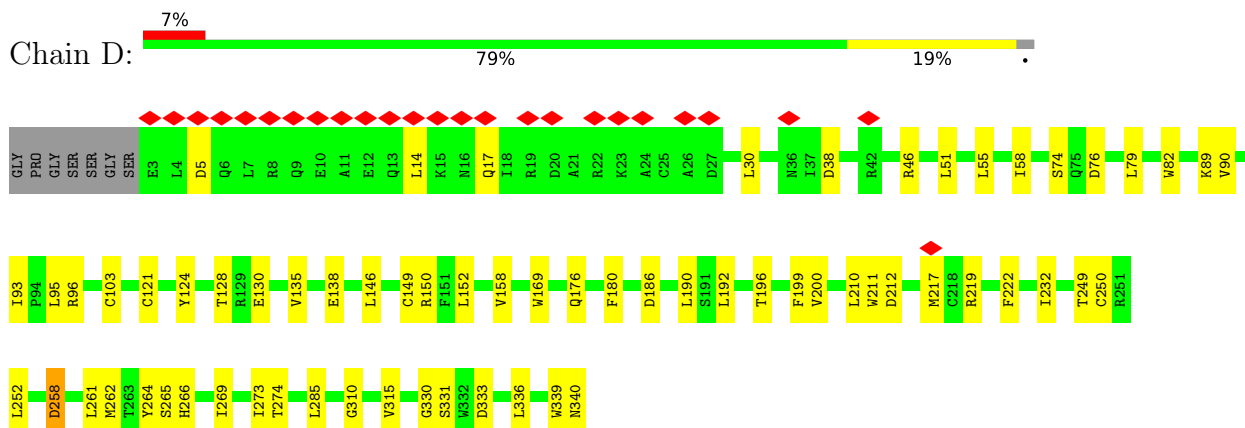 7%
Chain D:
79% 19% •
GLY PRO GLY SER SER GLY SER E3 L4 D5 Q6 L7 R8 Q9 E10 A11 E12 Q13 L14 K15 N16 Q17 I18 R19 D20 A21 R22 K23 A24 C25 A26 D27 L30 N36 I37 D38 R42 R46 L51 L55 I58 S74 Q75 D76 L79 W82 K89 V90
I93 P94 L95 R96 C103 C121 Y124 T128 R129 E130 V135 E138 L146 C149 R150 F151 L152 V158 W169 Q176 F180 D186 L190 S191 L192 T196 F199 V200 L210 W211 D212 M217 C218 R219 F222 I232 T249 C250 R251
L252 D258 L261 M262 T263 Y264 S265 H266 I269 I273 T274 L285 G310 V315 G330 S331 W332 D333 L336 W339 N340